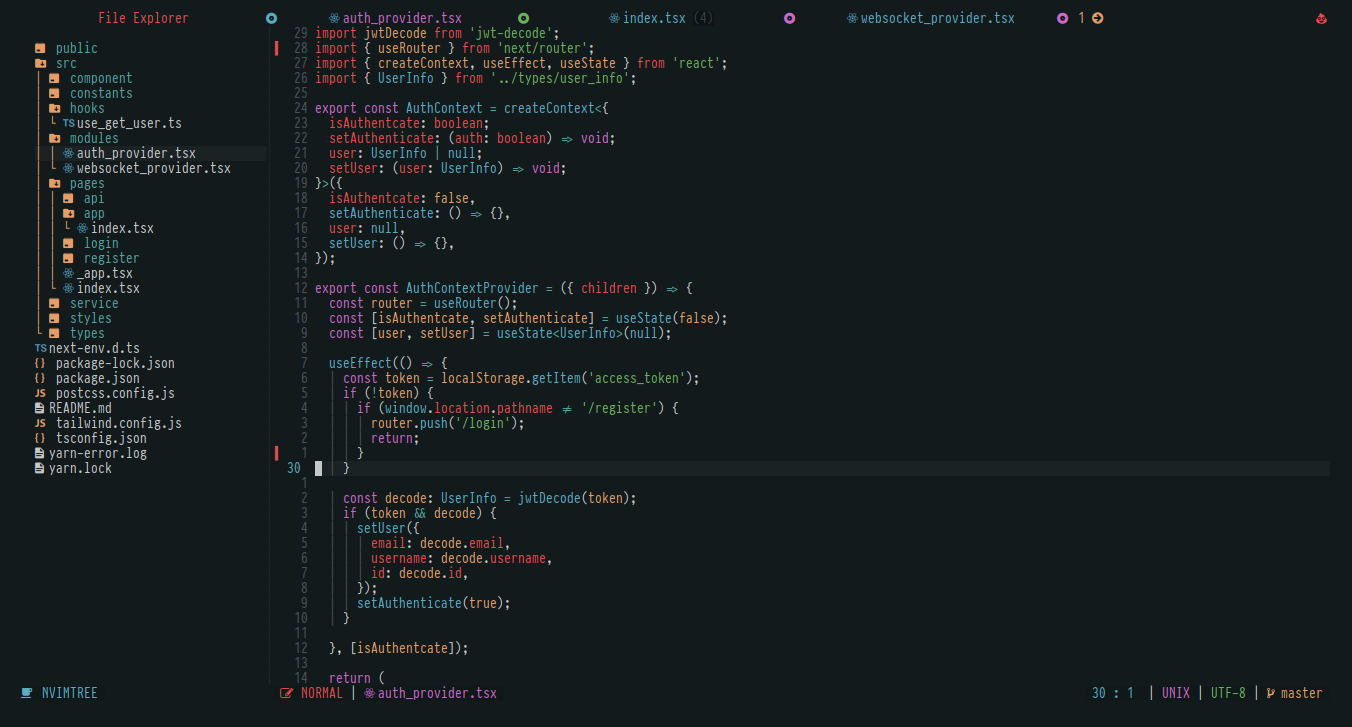 File Explorer
auth_provider.tsx
index.tsx (4)
websocket_provider.tsx
1
public
src
component
constants
hooks
TS use_get_user.ts
modules
auth_provider.tsx
websocket_provider.tsx
pages
api
app
index.tsx
login
register
_app.tsx
index.tsx
service
styles
types
TS next-env.d.ts
{} package-lock.json
{} package.json
JS postcss.config.js
README.md
JS tailwind.config.js
{} tsconfig.json
yarn-error.log
yarn.lock
29 import jwtDecode from 'jwt-decode';
28 import { useRouter } from 'next/router';
27 import { createContext, useEffect, useState } from 'react';
26 import { UserInfo } from '../types/user_info';
25
24 export const AuthContext = createContext<{
23 isAuthentcate: boolean;
22 setAuthenticate: (auth: boolean) => void;
21 user: UserInfo | null;
20 setUser: (user: UserInfo) => void;
19 }>({
18 isAuthentcate: false,
17 setAuthenticate: () => {},
16 user: null,
15 setUser: () => {},
14 });
13
12 export const AuthContextProvider = ({ children }) => {
11 const router = useRouter();
10 const [isAuthentcate, setAuthenticate] = useState(false);
9 const [user, setUser] = useState<UserInfo>(null);
8
7 useEffect(() => {
6 const token = localStorage.getItem('access_token');
5 if (!token) {
4 if (window.location.pathname ≠ '/register') {
3 router.push('/login');
2 return;
1 }
30 }
1
2 const decode: UserInfo = jwtDecode(token);
3 if (token && decode) {
4 setUser({
5 email: decode.email,
6 username: decode.username,
7 id: decode.id,
8 });
9 setAuthenticate(true);
10 }
11
12 }, [isAuthentcate]);
13
14 return (
NVIMTREE
NORMAL | auth_provider.tsx
30 : 1 | UNIX | UTF-8 | master